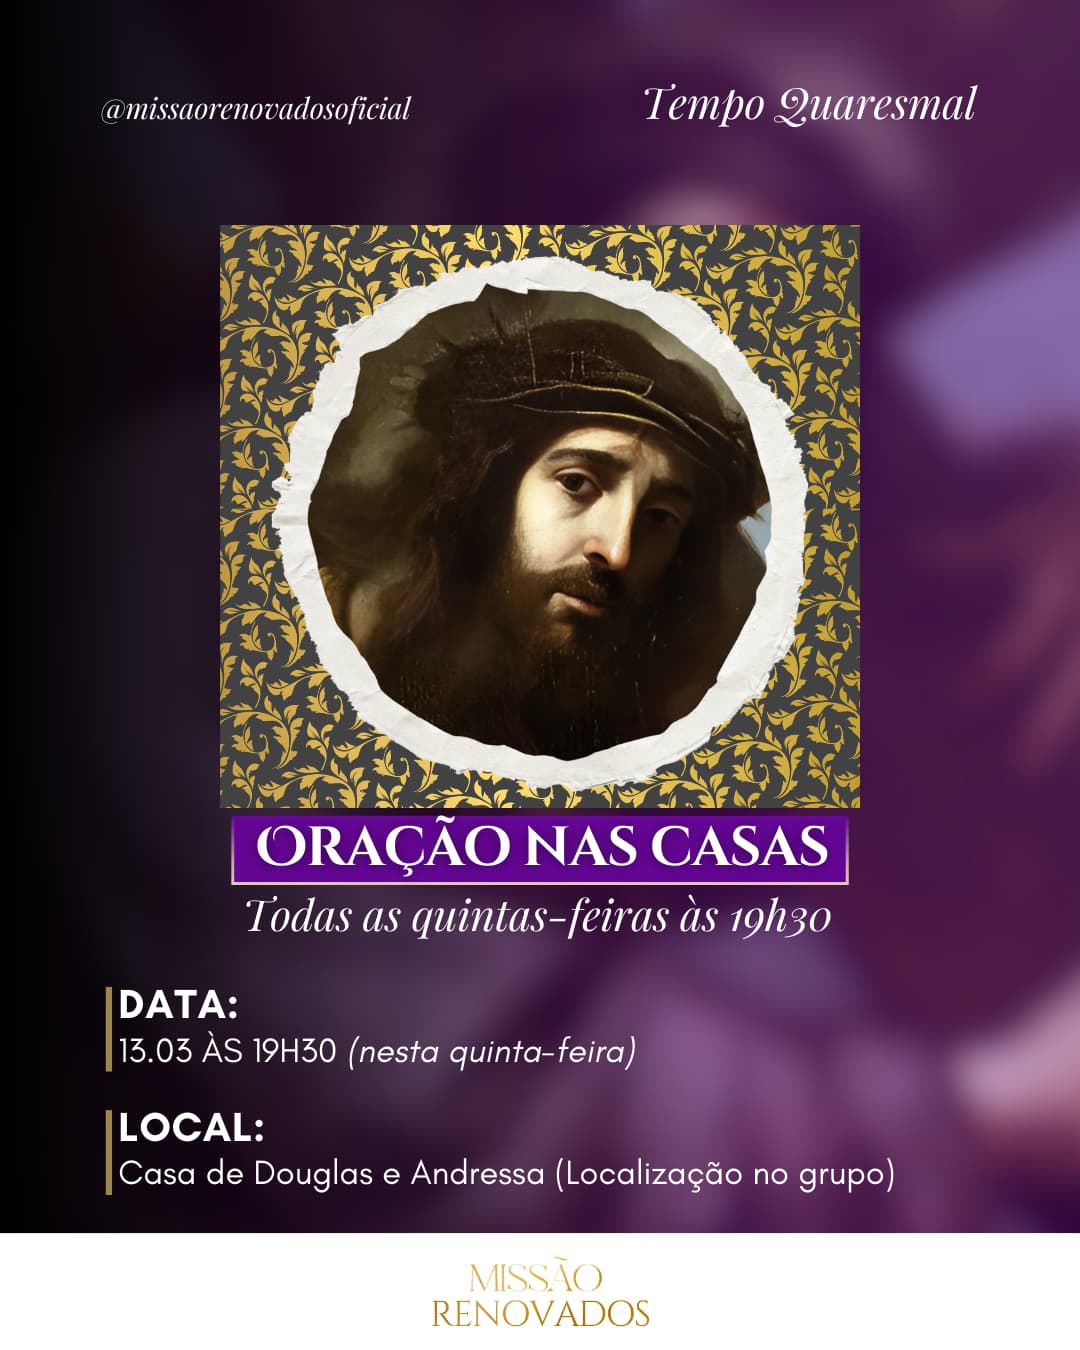 @missaorenovadosoficial
Tempo Quaresmal
ORAÇÃO NAS CASAS
Todas as quintas-feiras às 19h30
DATA:
13.03 ÀS 19H30 (nesta quinta-feira)
LOCAL:
Casa de Douglas e Andressa (Localização no grupo)
MISSÃO
RENOVADOS